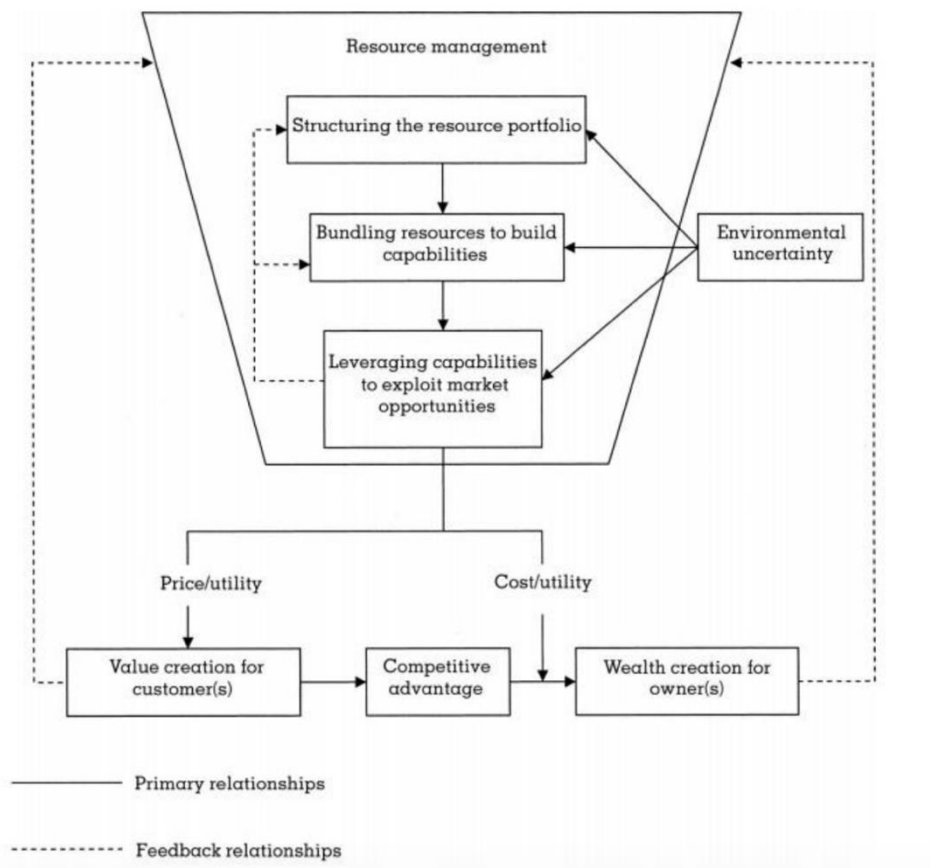 Resource management
Structuring the resource portfolio
Bundling resources to build
capabilities
Environmental
uncertainty
Leveraging capabilities
to exploit market
opportunities
Price/utility
Cost/utility
Value creation for
customer(s)
Competitive
advantage
Wealth creation for
owner(s)
Primary relationships
Feedback relationships